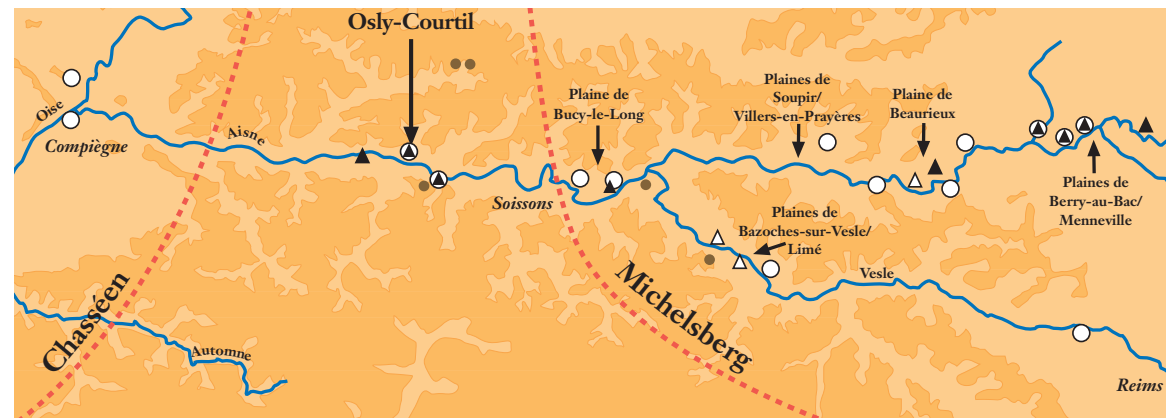 Osly-Courtil
Plaine de
Bucy-le-Long
Plaines de
Soupir/
Villers-en-Prayères
Plaine de
Beaurieux
Oise
Compiègne
Aisne
Soissons
Plaines de
Berry-au-Bac/
Menneville
Plaines de
Bazoches-sur-Vesle/
Limé
Vesle
Chasséen
Michelsberg
Automne
Reims